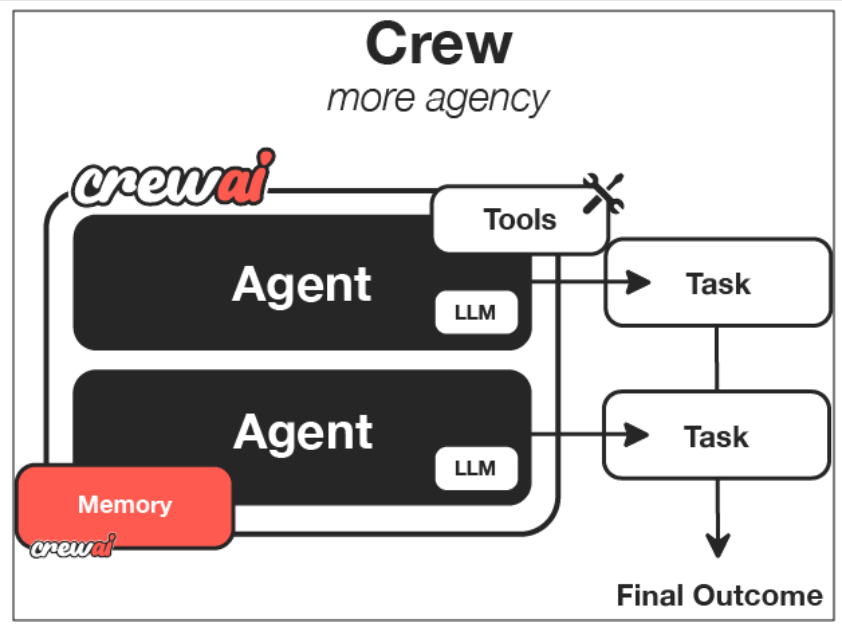 Crew
more agency
crewai
Tools
Agent
LLM
Task
Agent
LLM
Task
Memory
crewai
Final Outcome